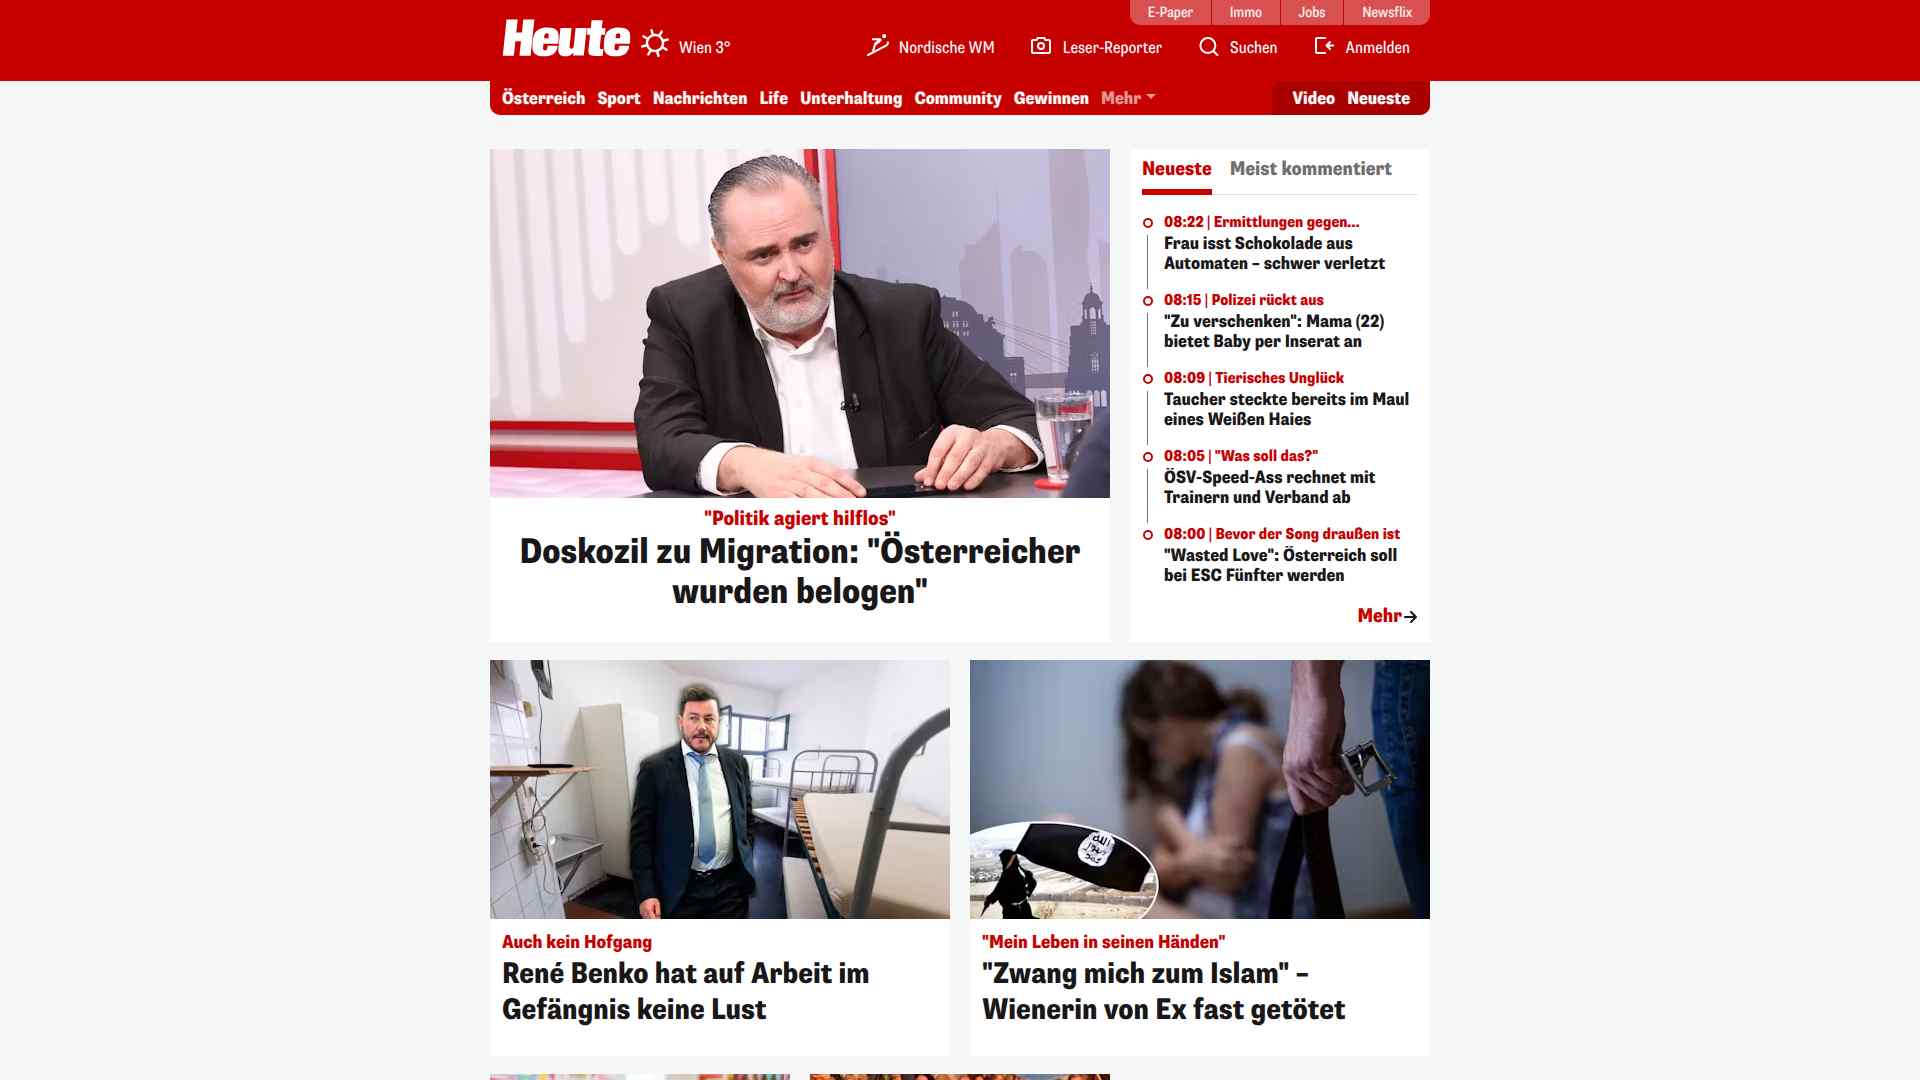 E-Paper
Immo
Jobs
Newsflix
Heute
Wien 3°
Nordische WM
Leser-Reporter
Suchen
Anmelden
Österreich
Sport
Nachrichten
Life
Unterhaltung
Community
Gewinnen
Mehr
Video
Neueste
"Politik agiert hilflos"
Doskozil zu Migration: "Österreicher
wurden belogen"
Neueste
Meist kommentiert
08:22 | Ermittlungen gegen...
Frau isst Schokolade aus
Automaten – schwer verletzt
08:15 | Polizei rückt aus
"Zu verschenken": Mama (22)
bietet Baby per Inserat an
08:09 | Tierisches Unglück
Taucher steckte bereits im Maul
eines Weißen Haies
08:05 | "Was soll das?"
ÖSV-Speed-Ass rechnet mit
Trainern und Verband ab
08:00 | Bevor der Song draußen ist
"Wasted Love": Österreich soll
bei ESC Fünfter werden
Mehr
Auch kein Hofgang
René Benko hat auf Arbeit im
Gefängnis keine Lust
"Mein Leben in seinen Händen"
"Zwang mich zum Islam" –
Wienerin von Ex fast getötet